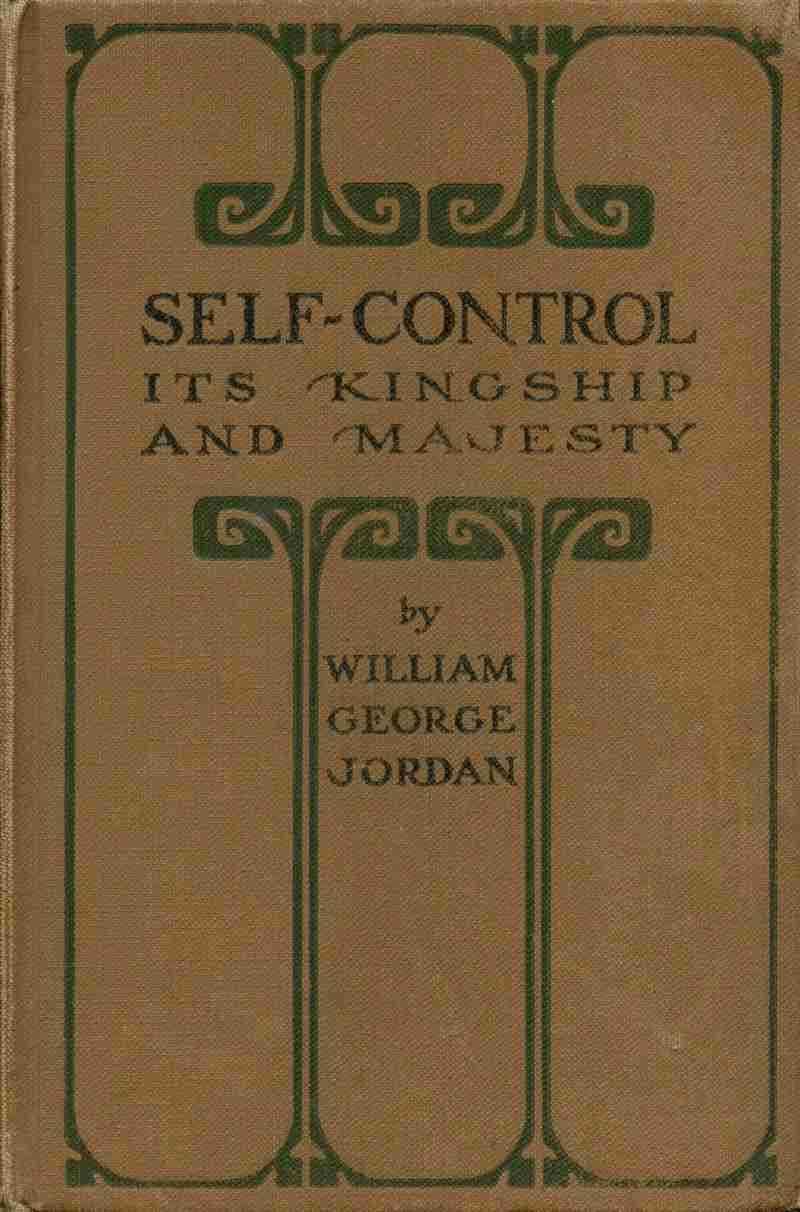 SELF-CONTROL
ITS KINGSHIP
AND MAJESTY
by
WILLIAM
GEORGE
JORDAN